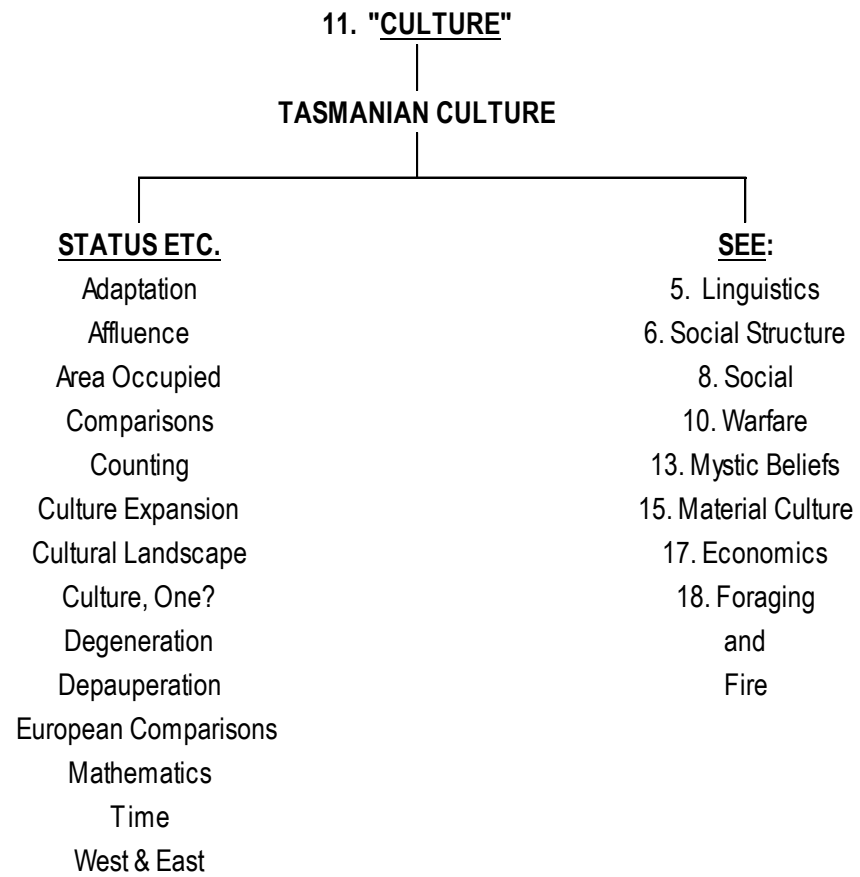 11. "CULTURE"
TASMANIAN CULTURE
STATUS ETC.
Adaptation
Affluence
Area Occupied
Comparisons
Counting
Culture Expansion
Cultural Landscape
Culture, One?
Degeneration
Depauperation
European Comparisons
Mathematics
Time
West & East
SEE:
5. Linguistics
6. Social Structure
8. Social
10. Warfare
13. Mystic Beliefs
15. Material Culture
17. Economics
18. Foraging
and
Fire